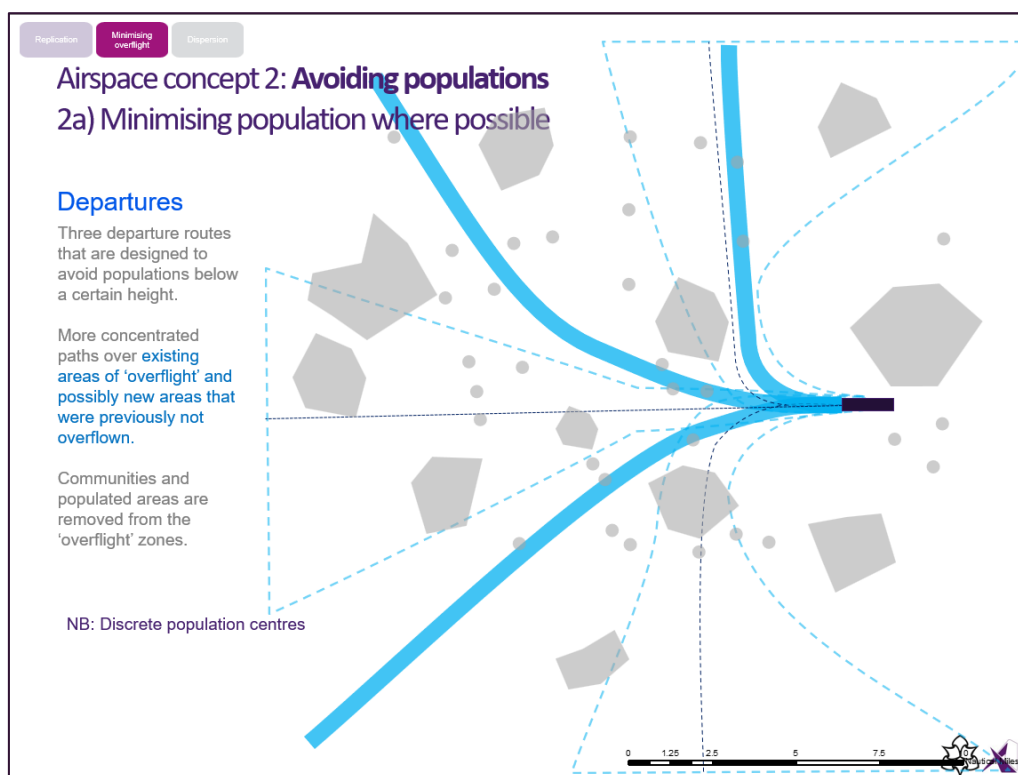 Replication
Minimising
overflight
Dispersion
Airspace concept 2: Avoiding populations
2a) Minimising population where possible
Departures
Three departure routes
that are designed to
avoid populations below
a certain height.
More concentrated
paths over existing
areas of ‘overflight’ and
possibly new areas that
were previously not
overflown.
Communities and
populated areas are
removed from the
‘overflight’ zones.
NB: Discrete population centres
0 1.25 2.5 5 7.5 10
Nautical Miles